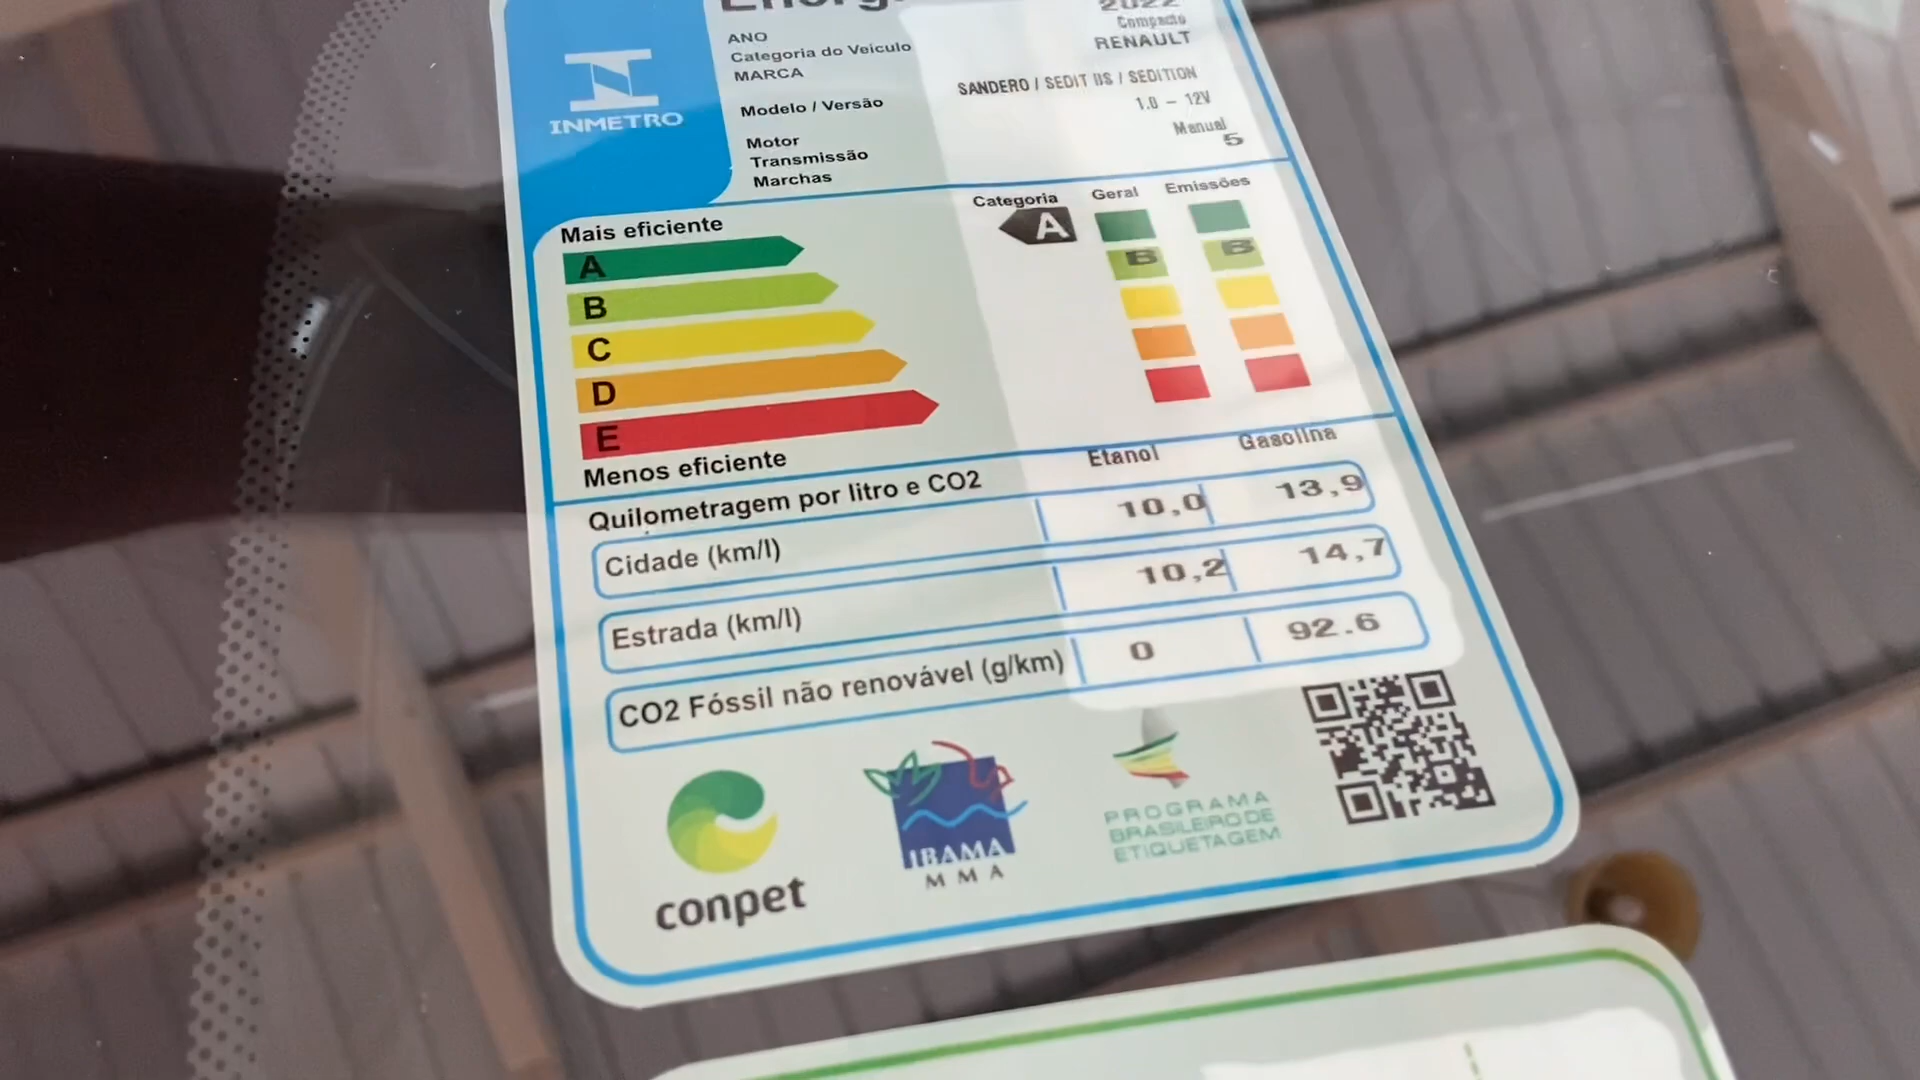 Energ
INMETRO
ANO 2022
Categoria do Veículo Compacto
MARCA RENAULT
Modelo / Versão SANDERO / SEDIT IIS / SEDITION
Motor 1.0 – 12V
Transmissão Manual
Marchas 5
Categoria Geral Emissões
Mais eficiente
A A
B B B
C
D
E
Menos eficiente
Quilometragem por litro e CO2 Etanol Gasolina
Cidade (km/l) 10,0 13,9
Estrada (km/l) 10,2 14,7
CO2 Fóssil não renovável (g/km) 0 92.6
conpet
IBAMA
M M A
PROGRAMA
BRASILEIRO DE
ETIQUETAGEM